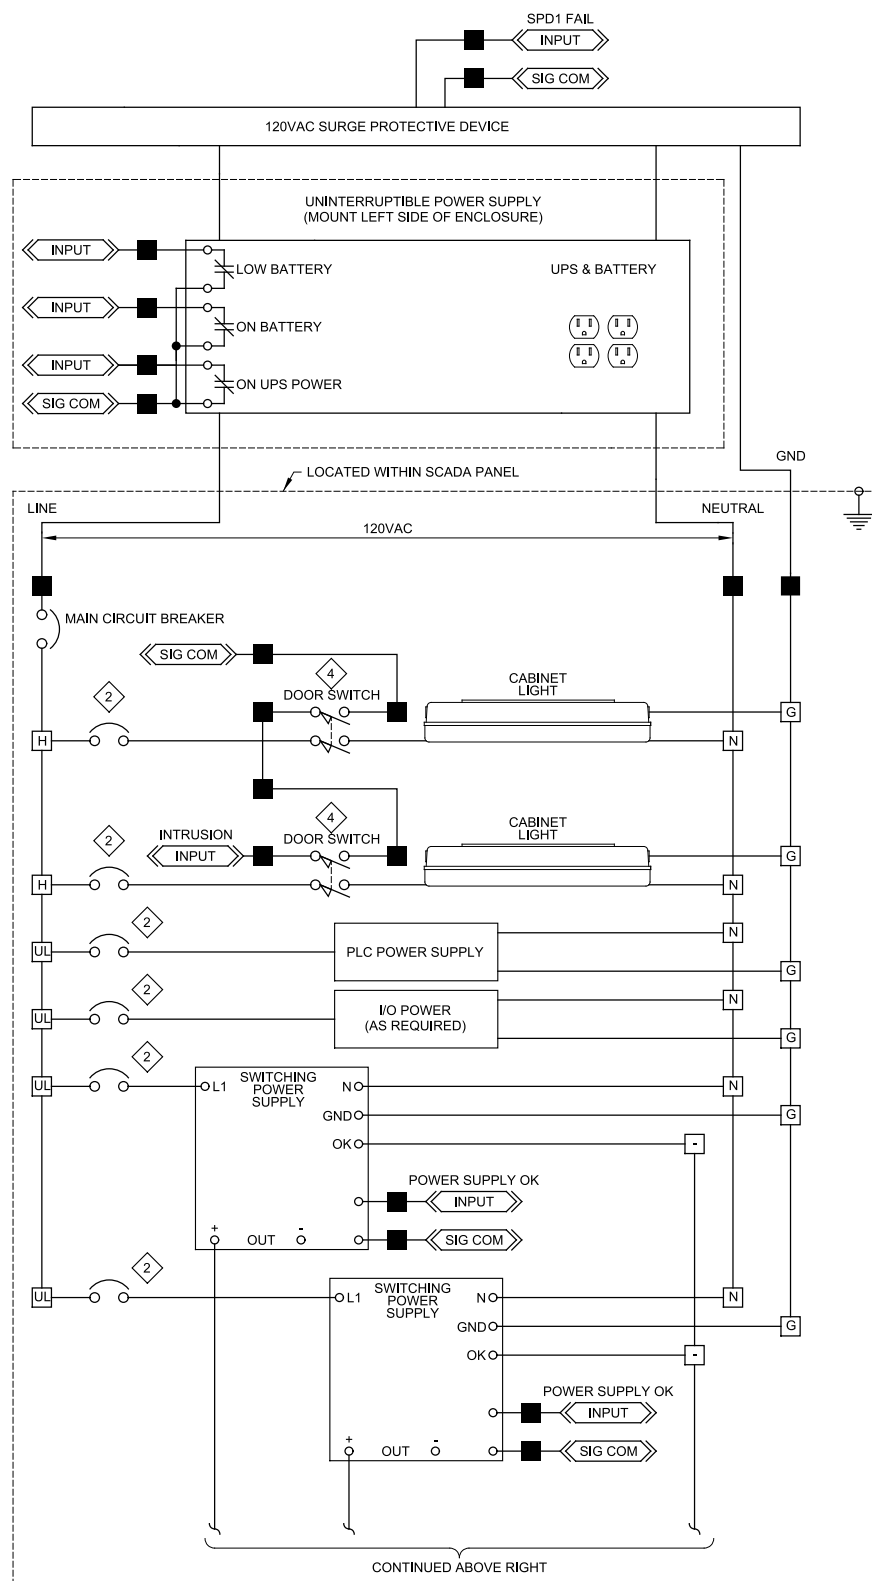 SPD1 FAIL
INPUT
SIG COM
120VAC SURGE PROTECTIVE DEVICE
UNINTERRUPTIBLE POWER SUPPLY
(MOUNT LEFT SIDE OF ENCLOSURE)
INPUT
LOW BATTERY
UPS & BATTERY
INPUT
ON BATTERY
INPUT
ON UPS POWER
SIG COM
GND
LOCATED WITHIN SCADA PANEL
LINE
NEUTRAL
120VAC
MAIN CIRCUIT BREAKER
SIG COM
4
2
DOOR SWITCH
CABINET
LIGHT
G
H
N
4
2
INTRUSION
INPUT
DOOR SWITCH
CABINET
LIGHT
G
H
N
2
UL
PLC POWER SUPPLY
N
G
2
UL
I/O POWER
(AS REQUIRED)
N
G
2
UL
L1
SWITCHING
POWER
SUPPLY
N
N
GND
G
OK
-
POWER SUPPLY OK
INPUT
+
OUT
-
SIG COM
2
UL
L1
SWITCHING
POWER
SUPPLY
N
N
GND
G
OK
-
POWER SUPPLY OK
INPUT
+
OUT
-
SIG COM
CONTINUED ABOVE RIGHT